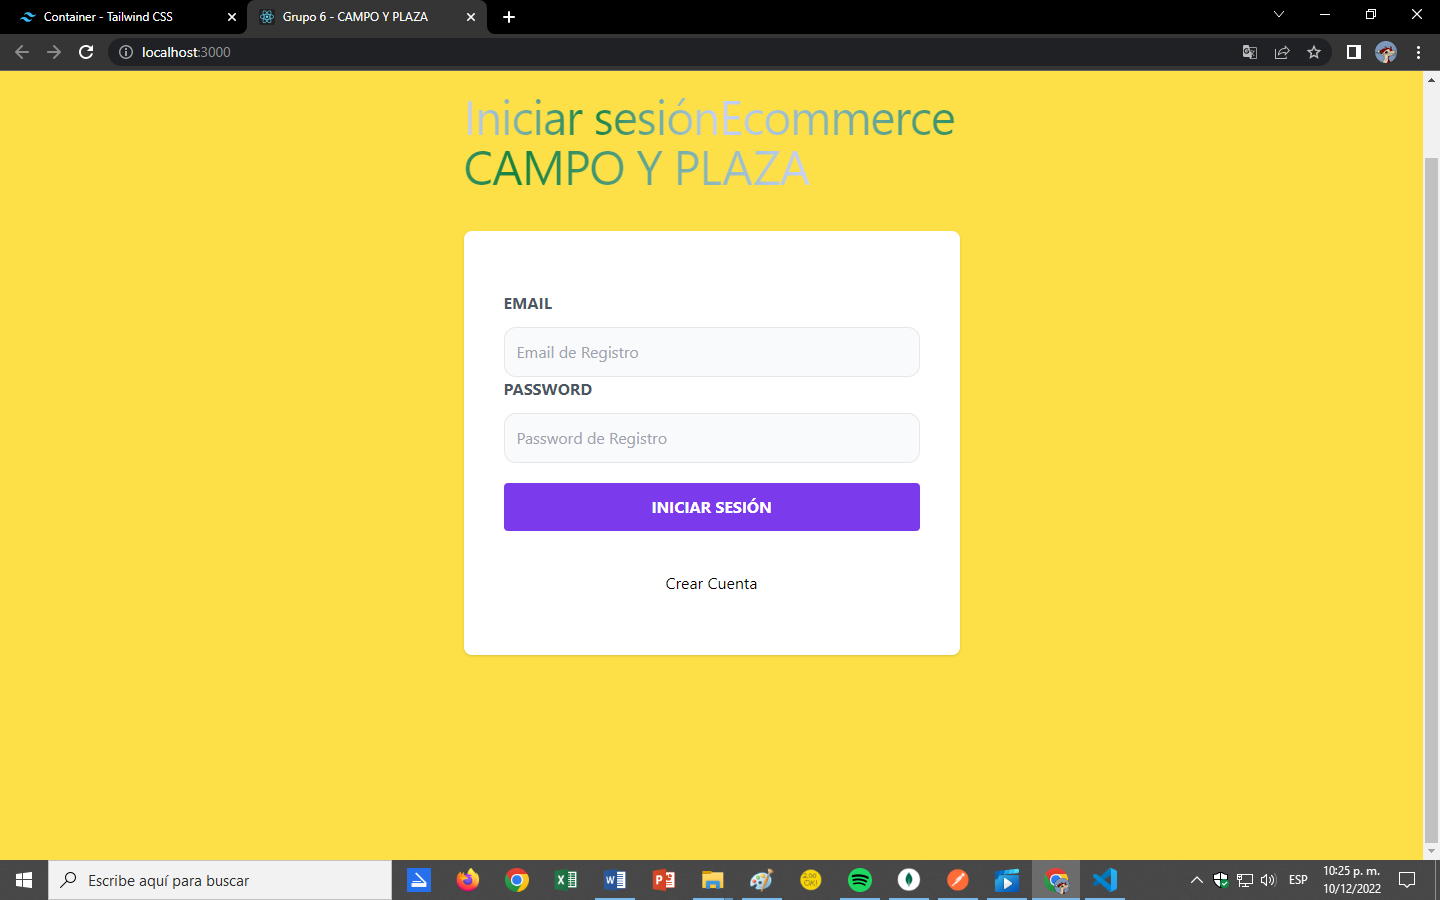 Container - Tailwind CSS
Grupo 6 - CAMPO Y PLAZA
localhost:3000
Iniciar sesiónEcommerce
CAMPO Y PLAZA
EMAIL
Email de Registro
PASSWORD
Password de Registro
INICIAR SESIÓN
Crear Cuenta
Escribe aquí para buscar
ESP
10:25 p. m.
10/12/2022